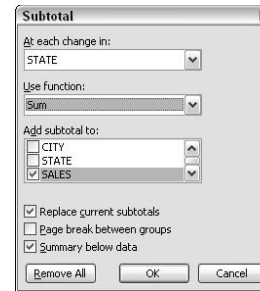 Subtotal
At each change in:
STATE
Use function:
Sum
Add subtotal to:
CITY
STATE
SALES
Replace current subtotals
Page break between groups
Summary below data
Remove All OK Cancel